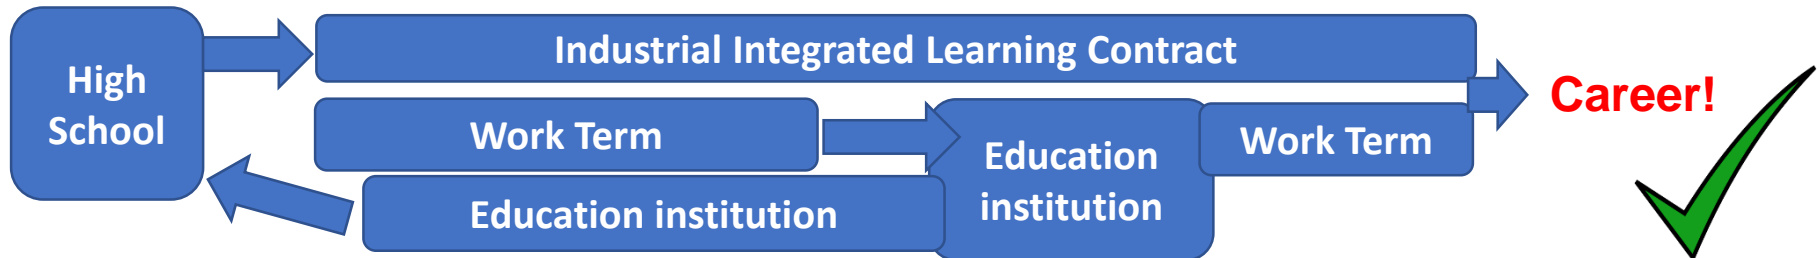 High
School
Industrial Integrated Learning Contract
Work Term
Education institution
Education
institution
Work Term
Career!